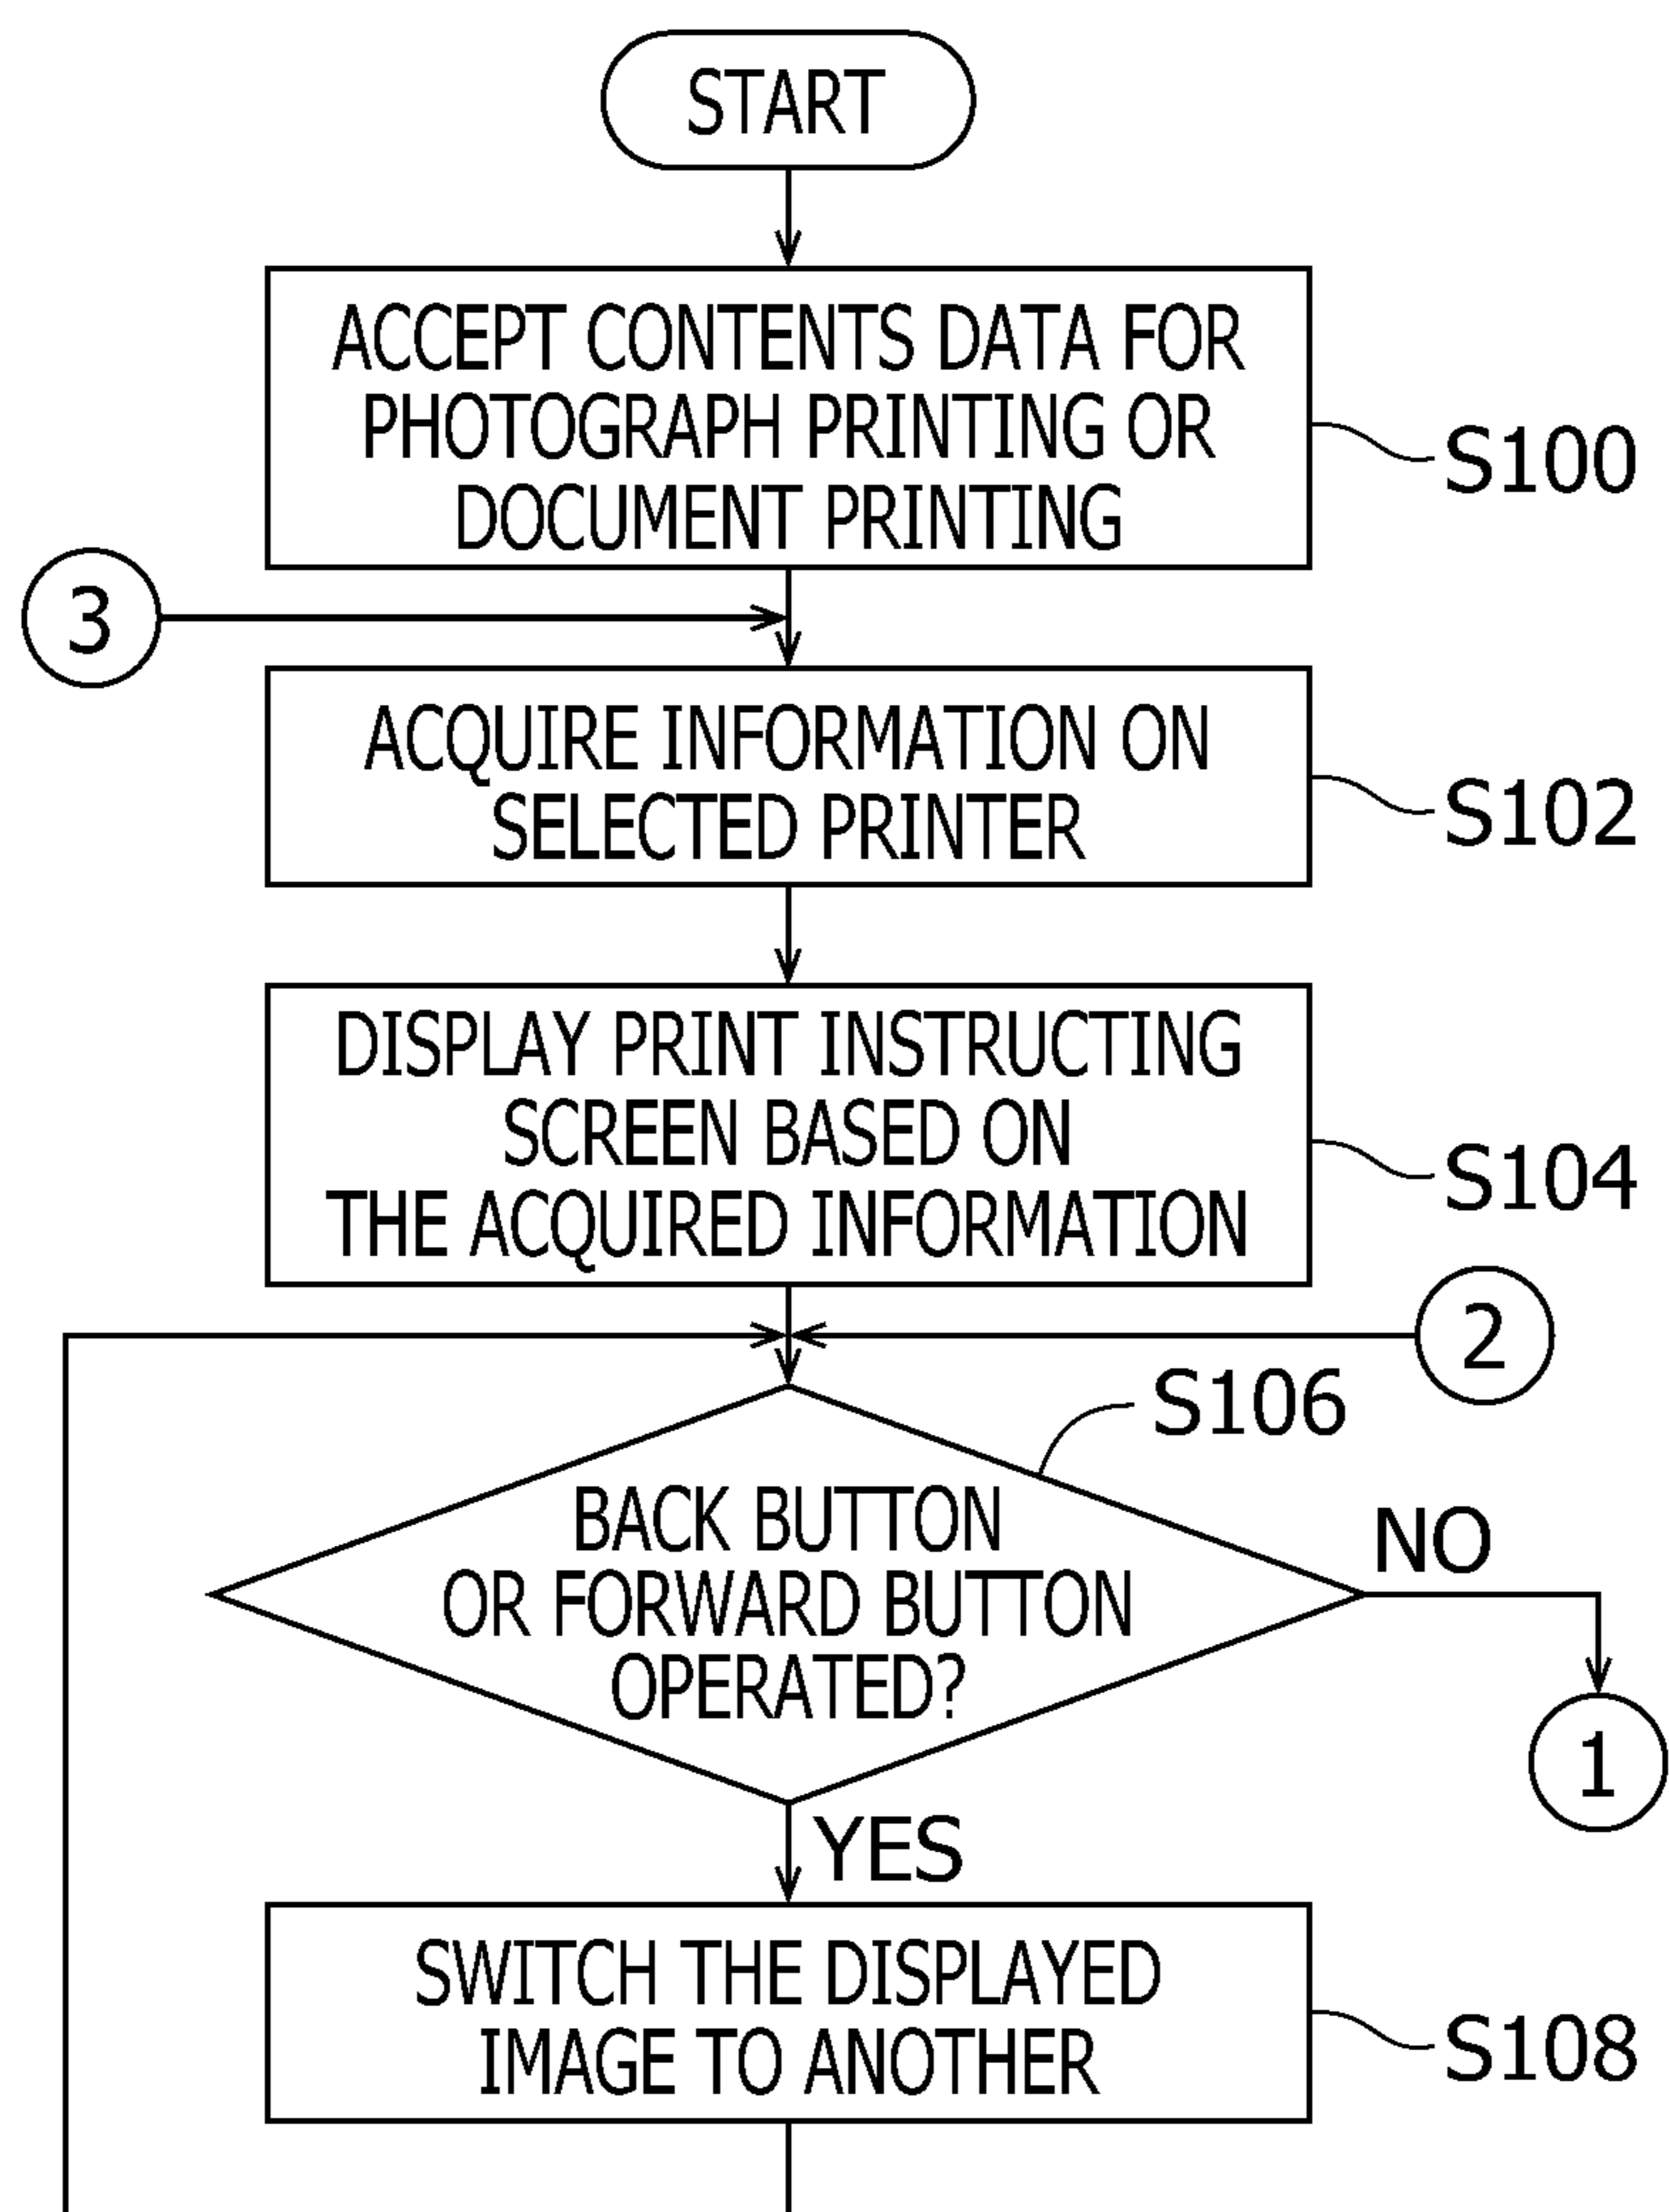 START
ACCEPT CONTENTS DATA FOR
PHOTOGRAPH PRINTING OR
DOCUMENT PRINTING
S100
3
ACQUIRE INFORMATION ON
SELECTED PRINTER
S102
DISPLAY PRINT INSTRUCTING
SCREEN BASED ON
THE ACQUIRED INFORMATION
S104
2
S106
BACK BUTTON
OR FORWARD BUTTON
OPERATED?
NO
1
YES
SWITCH THE DISPLAYED
IMAGE TO ANOTHER
S108